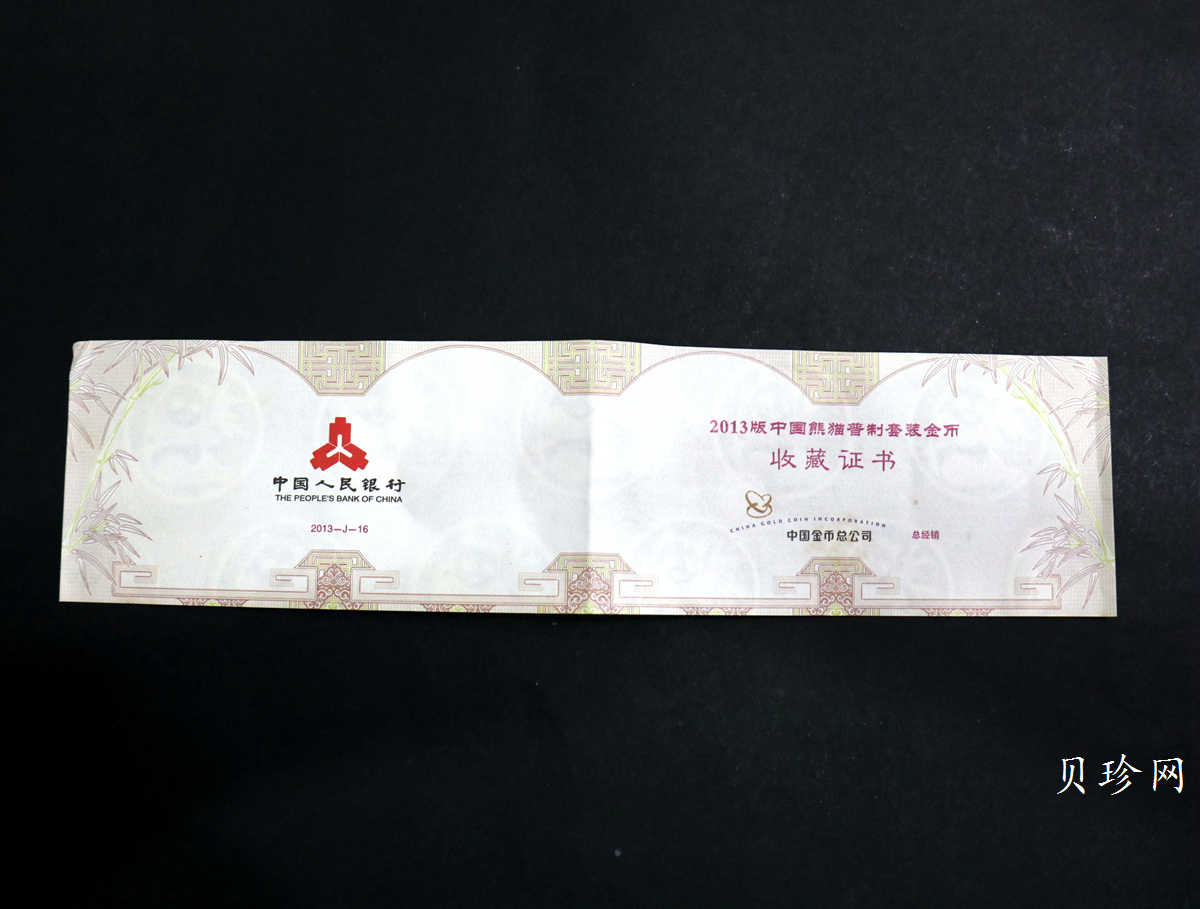 中国人民银行
THE PEOPLE'S BANK OF CHINA
2013—J—16
2013版中国熊猫普制套装金币
收藏证书
CHINA GOLD COIN INCORPORATION
中国金币总公司 总经销
贝珍网